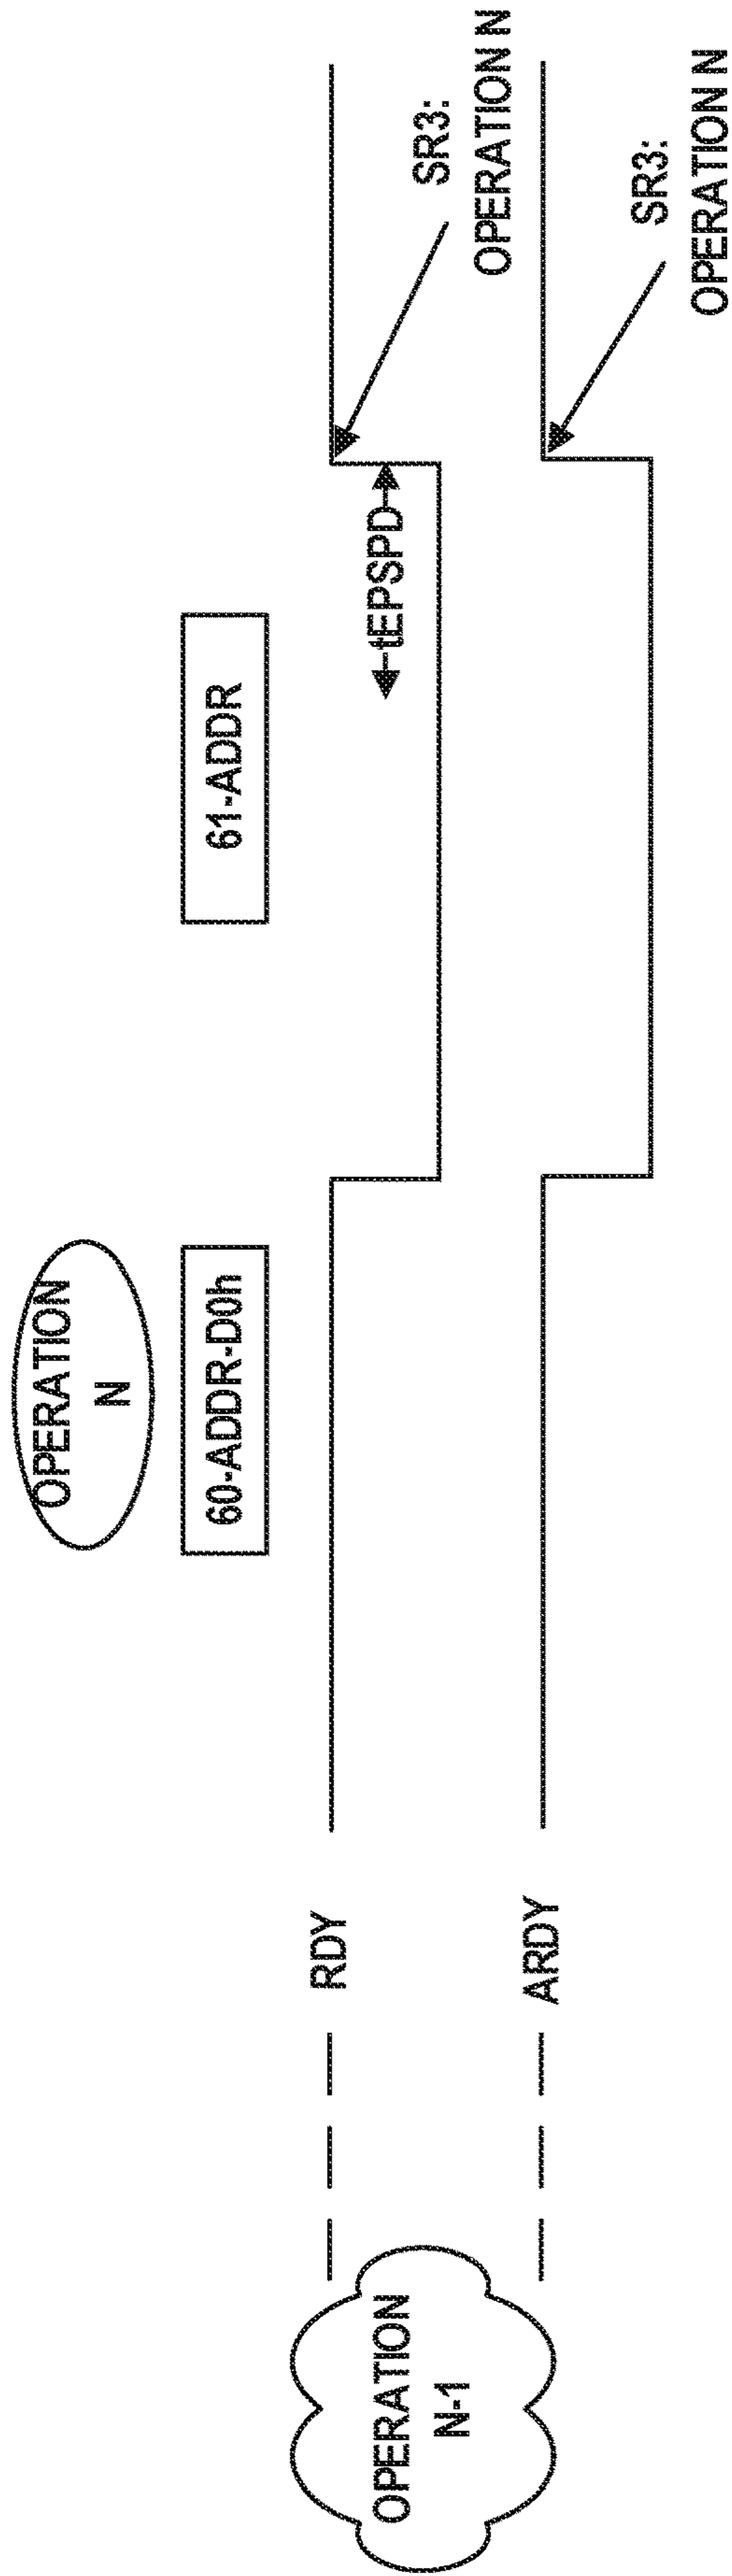 OPERATION
N
60-ADDR-D0h
61-ADDR
RDY
tEPSPD
SR3:
OPERATION N
OPERATION
N-1
ARDY
SR3:
OPERATION N